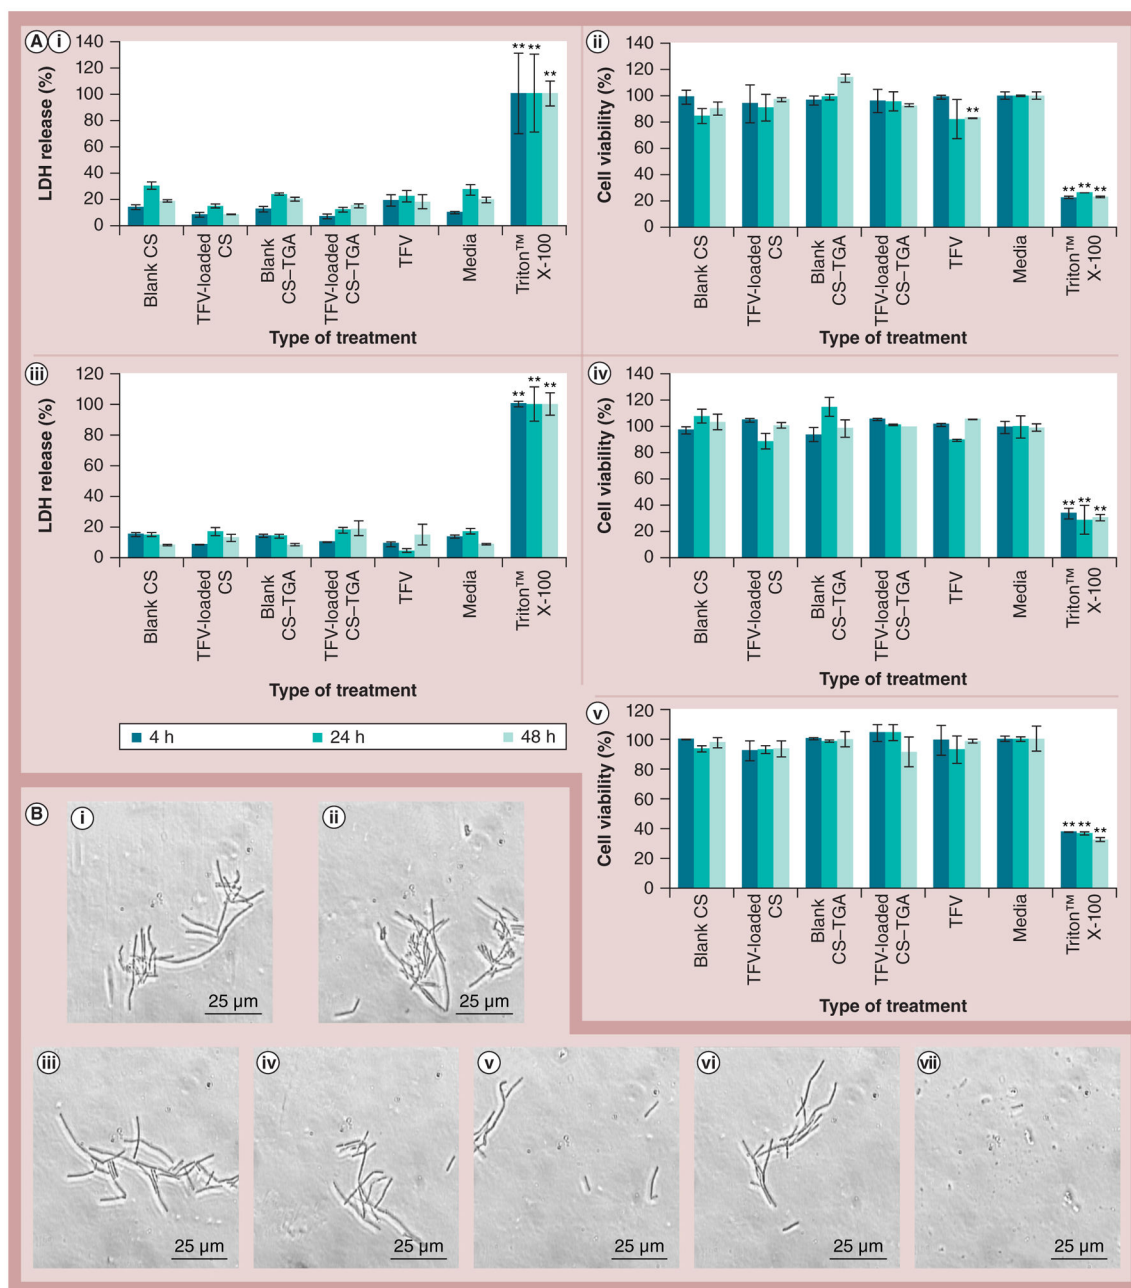 A i
140
120
100
80
60
40
20
0
LDH release (%)
** ** **
Blank CS
TFV-loaded
CS
Blank
CS–TGA
TFV-loaded
CS–TGA
TFV
Media
Triton™
X-100
Type of treatment
ii
140
120
100
80
60
40
20
0
Cell viability (%)
**
** ** **
Blank CS
TFV-loaded
CS
Blank
CS–TGA
TFV-loaded
CS–TGA
TFV
Media
Triton™
X-100
Type of treatment
iii
120
100
80
60
40
20
0
LDH release (%)
** ** **
Blank CS
TFV-loaded
CS
Blank
CS–TGA
TFV-loaded
CS–TGA
TFV
Media
Triton™
X-100
Type of treatment
iv
140
120
100
80
60
40
20
0
Cell viability (%)
** ** **
Blank CS
TFV-loaded
CS
Blank
CS–TGA
TFV-loaded
CS–TGA
TFV
Media
Triton™
X-100
Type of treatment
4 h 24 h 48 h
v
120
100
80
60
40
20
0
Cell viability (%)
** ** **
Blank CS
TFV-loaded
CS
Blank
CS–TGA
TFV-loaded
CS–TGA
TFV
Media
Triton™
X-100
Type of treatment
B
i
25 µm
ii
25 µm
iii
25 µm
iv
25 µm
v
25 µm
vi
25 µm
vii
25 µm